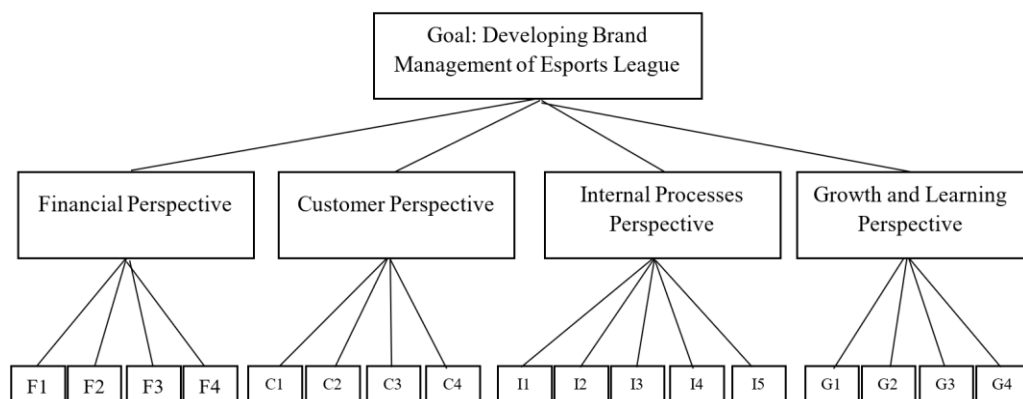 Goal: Developing Brand
Management of Esports League
Financial Perspective
Customer Perspective
Internal Processes
Perspective
Growth and Learning
Perspective
F1 F2 F3 F4 C1 C2 C3 C4 I1 I2 I3 I4 I5 G1 G2 G3 G4